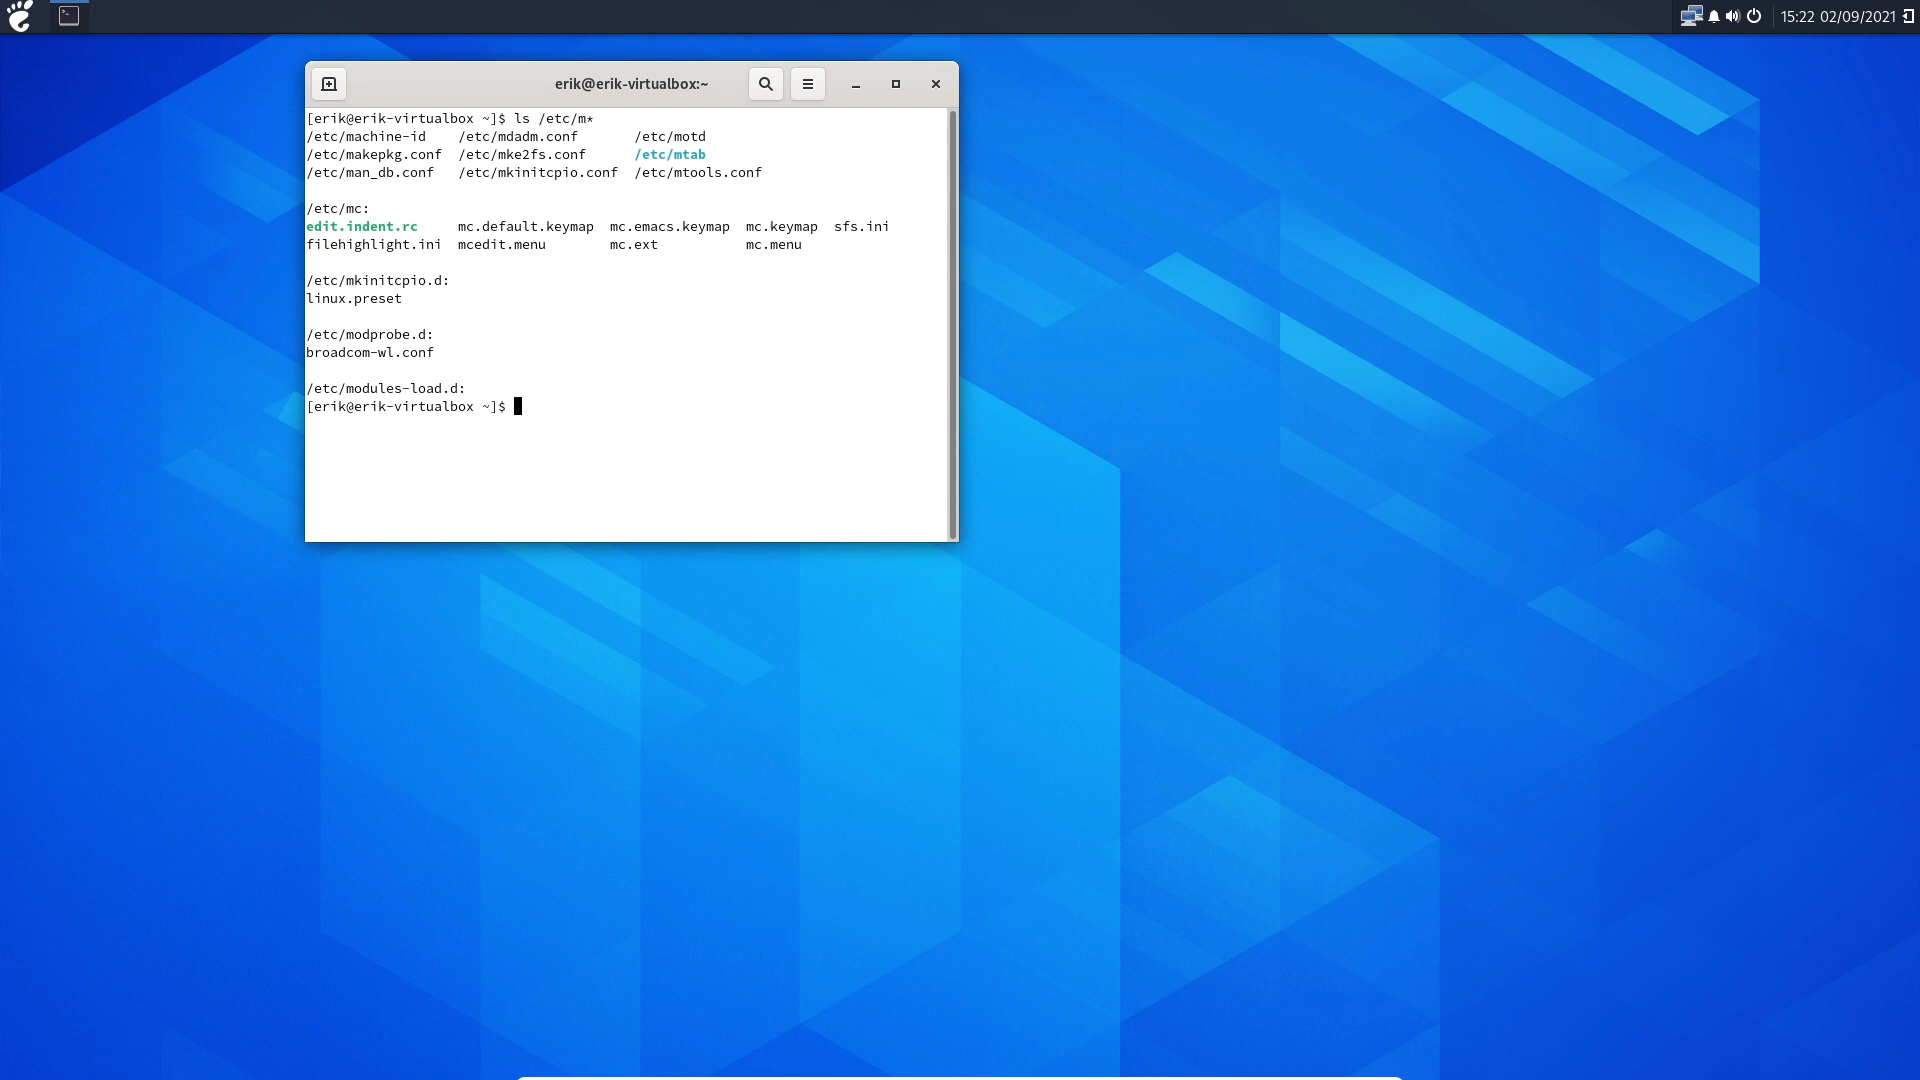 15:22 02/09/2021
erik@erik-virtualbox:~
[erik@erik-virtualbox ~]$ ls /etc/m*
/etc/machine-id    /etc/mdadm.conf       /etc/motd
/etc/makepkg.conf  /etc/mke2fs.conf      /etc/mtab
/etc/man_db.conf   /etc/mkinitcpio.conf  /etc/mtools.conf
/etc/mc:
edit.indent.rc     mc.default.keymap  mc.emacs.keymap  mc.keymap  sfs.ini
filehighlight.ini  mcedit.menu        mc.ext           mc.menu
/etc/mkinitcpio.d:
linux.preset
/etc/modprobe.d:
broadcom-wl.conf
/etc/modules-load.d:
[erik@erik-virtualbox ~]$